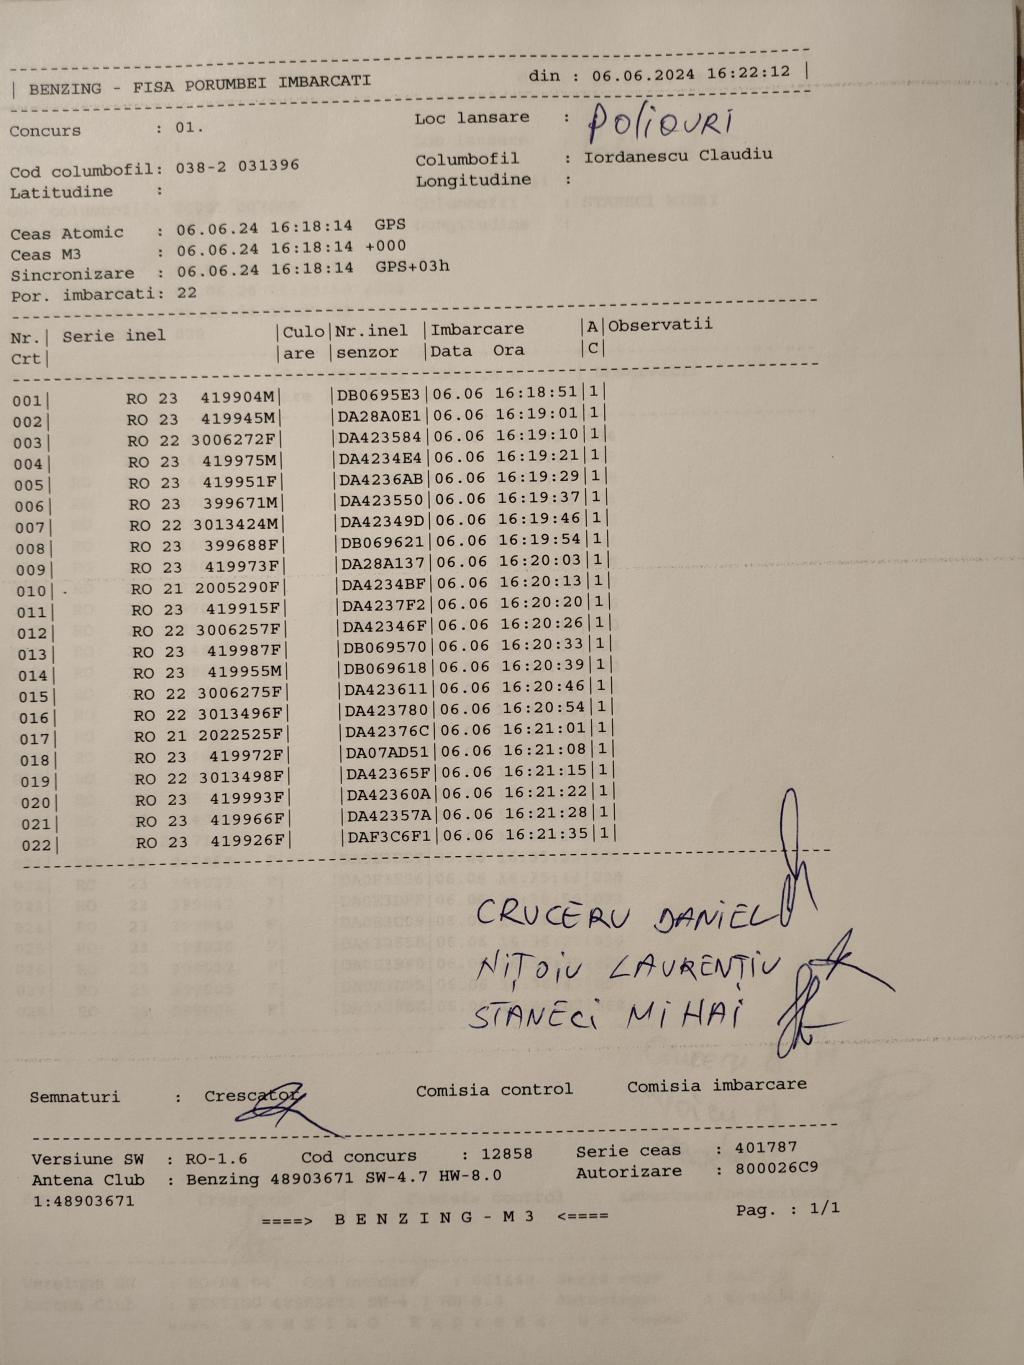 BENZING - FISA PORUMBEI IMBARCATI din : 06.06.2024 16:22:12
Concurs : 01. Loc lansare : POLIOURI
Cod columbofil: 038-2 031396 Columbofil : Iordanescu Claudiu
Latitudine : Longitudine :
Ceas Atomic : 06.06.24 16:18:14 GPS
Ceas M3 : 06.06.24 16:18:14 +000
Sincronizare : 06.06.24 16:18:14 GPS+03h
Por. imbarcati: 22
Nr.| Serie inel |Culo|Nr.inel |Imbarcare |A|Observatii
Crt| |are |senzor |Data Ora |C|
001| RO 23 419904M| |DB0695E3|06.06 16:18:51|1|
002| RO 23 419945M| |DA28A0E1|06.06 16:19:01|1|
003| RO 22 3006272F| |DA423584|06.06 16:19:10|1|
004| RO 23 419975M| |DA4234E4|06.06 16:19:21|1|
005| RO 23 419951F| |DA4236AB|06.06 16:19:29|1|
006| RO 23 399671M| |DA423550|06.06 16:19:37|1|
007| RO 22 3013424M| |DA42349D|06.06 16:19:46|1|
008| RO 23 399688F| |DB069621|06.06 16:19:54|1|
009| RO 23 419973F| |DA28A137|06.06 16:20:03|1|
010| RO 21 2005290F| |DA4234BF|06.06 16:20:13|1|
011| RO 23 419915F| |DA4237F2|06.06 16:20:20|1|
012| RO 22 3006257F| |DA42346F|06.06 16:20:26|1|
013| RO 23 419987F| |DB069570|06.06 16:20:33|1|
014| RO 23 419955M| |DB069618|06.06 16:20:39|1|
015| RO 22 3006275F| |DA423611|06.06 16:20:46|1|
016| RO 22 3013496F| |DA423780|06.06 16:20:54|1|
017| RO 21 2022525F| |DA42376C|06.06 16:21:01|1|
018| RO 23 419972F| |DA07AD51|06.06 16:21:08|1|
019| RO 22 3013498F| |DA42365F|06.06 16:21:15|1|
020| RO 23 419993F| |DA42360A|06.06 16:21:22|1|
021| RO 23 419966F| |DA42357A|06.06 16:21:28|1|
022| RO 23 419926F| |DAF3C6F1|06.06 16:21:35|1|
CRUCERU DANIEL
NIȚOIU LAURENȚIU
STANECI MIHAI
Semnaturi : Crescator Comisia control Comisia imbarcare
Versiune SW : RO-1.6 Cod concurs : 12858 Serie ceas : 401787
Antena Club : Benzing 48903671 SW-4.7 HW-8.0 Autorizare : 800026C9
1:48903671
====> B E N Z I N G - M 3 <==== Pag. : 1/1